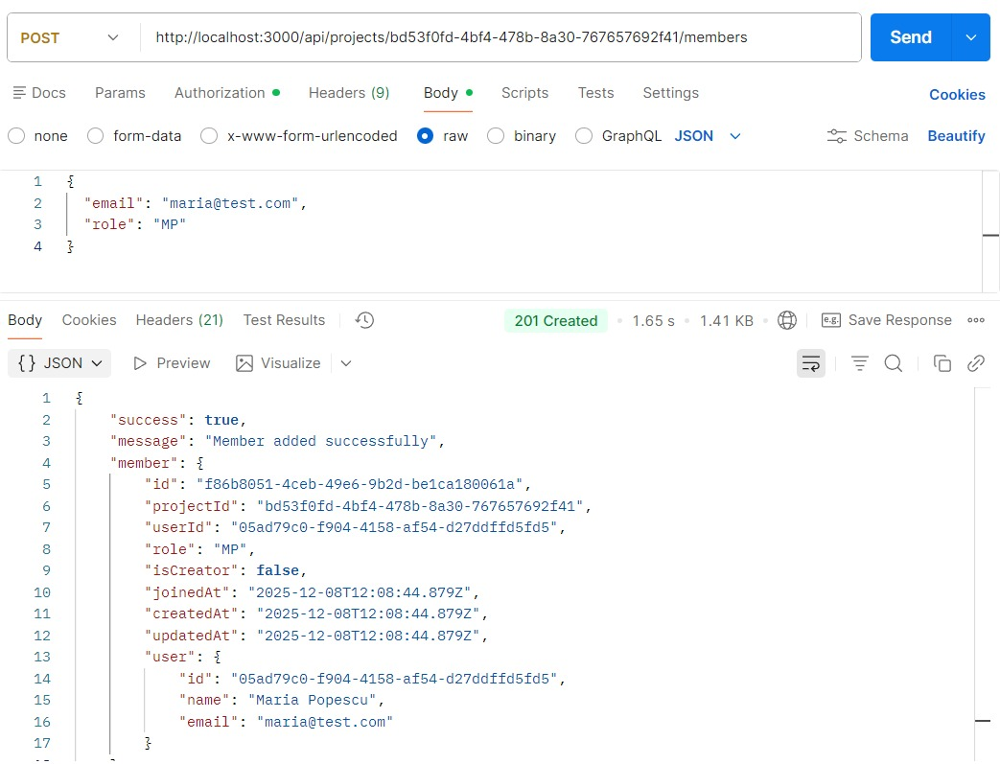 POST http://localhost:3000/api/projects/bd53f0fd-4bf4-478b-8a30-767657692f41/members Send
Docs Params Authorization Headers (9) Body Scripts Tests Settings Cookies
none form-data x-www-form-urlencoded raw binary GraphQL JSON Schema Beautify
1 {
2 "email": "maria@test.com",
3 "role": "MP"
4 }
Body Cookies Headers (21) Test Results 201 Created 1.65 s 1.41 KB e.g. Save Response
{} JSON Preview Visualize
1 {
2 "success": true,
3 "message": "Member added successfully",
4 "member": {
5 "id": "f86b8051-4ceb-49e6-9b2d-be1ca180061a",
6 "projectId": "bd53f0fd-4bf4-478b-8a30-767657692f41",
7 "userId": "05ad79c0-f904-4158-af54-d27ddffd5fd5",
8 "role": "MP",
9 "isCreator": false,
10 "joinedAt": "2025-12-08T12:08:44.879Z",
11 "createdAt": "2025-12-08T12:08:44.879Z",
12 "updatedAt": "2025-12-08T12:08:44.879Z",
13 "user": {
14 "id": "05ad79c0-f904-4158-af54-d27ddffd5fd5",
15 "name": "Maria Popescu",
16 "email": "maria@test.com"
17 }